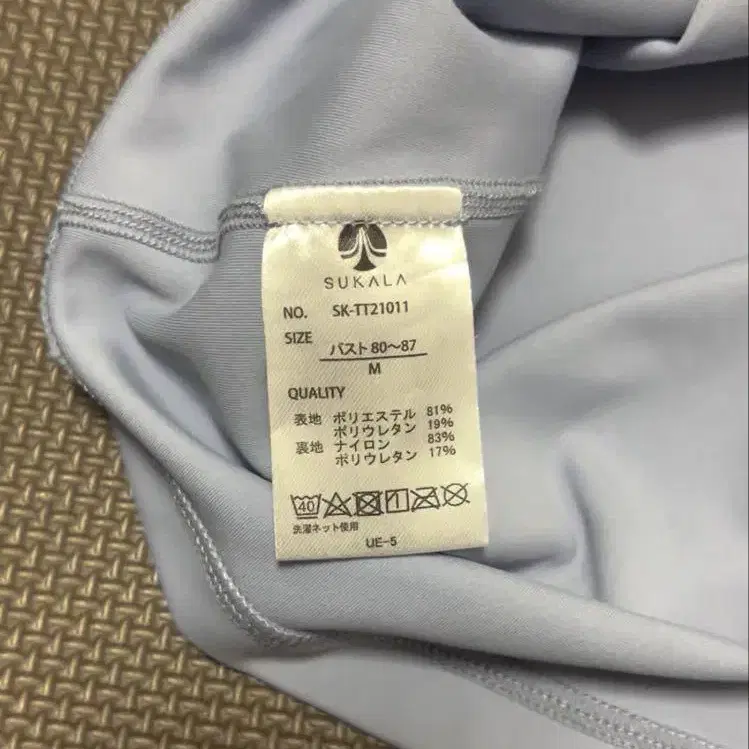 SUKALA
NO. SK-TT21011
SIZE
バスト 80〜87
M
QUALITY
表地 ポリエステル 81%
ポリウレタン 19%
裏地 ナイロン 83%
ポリウレタン 17%
40
洗濯ネット使用
UE-5